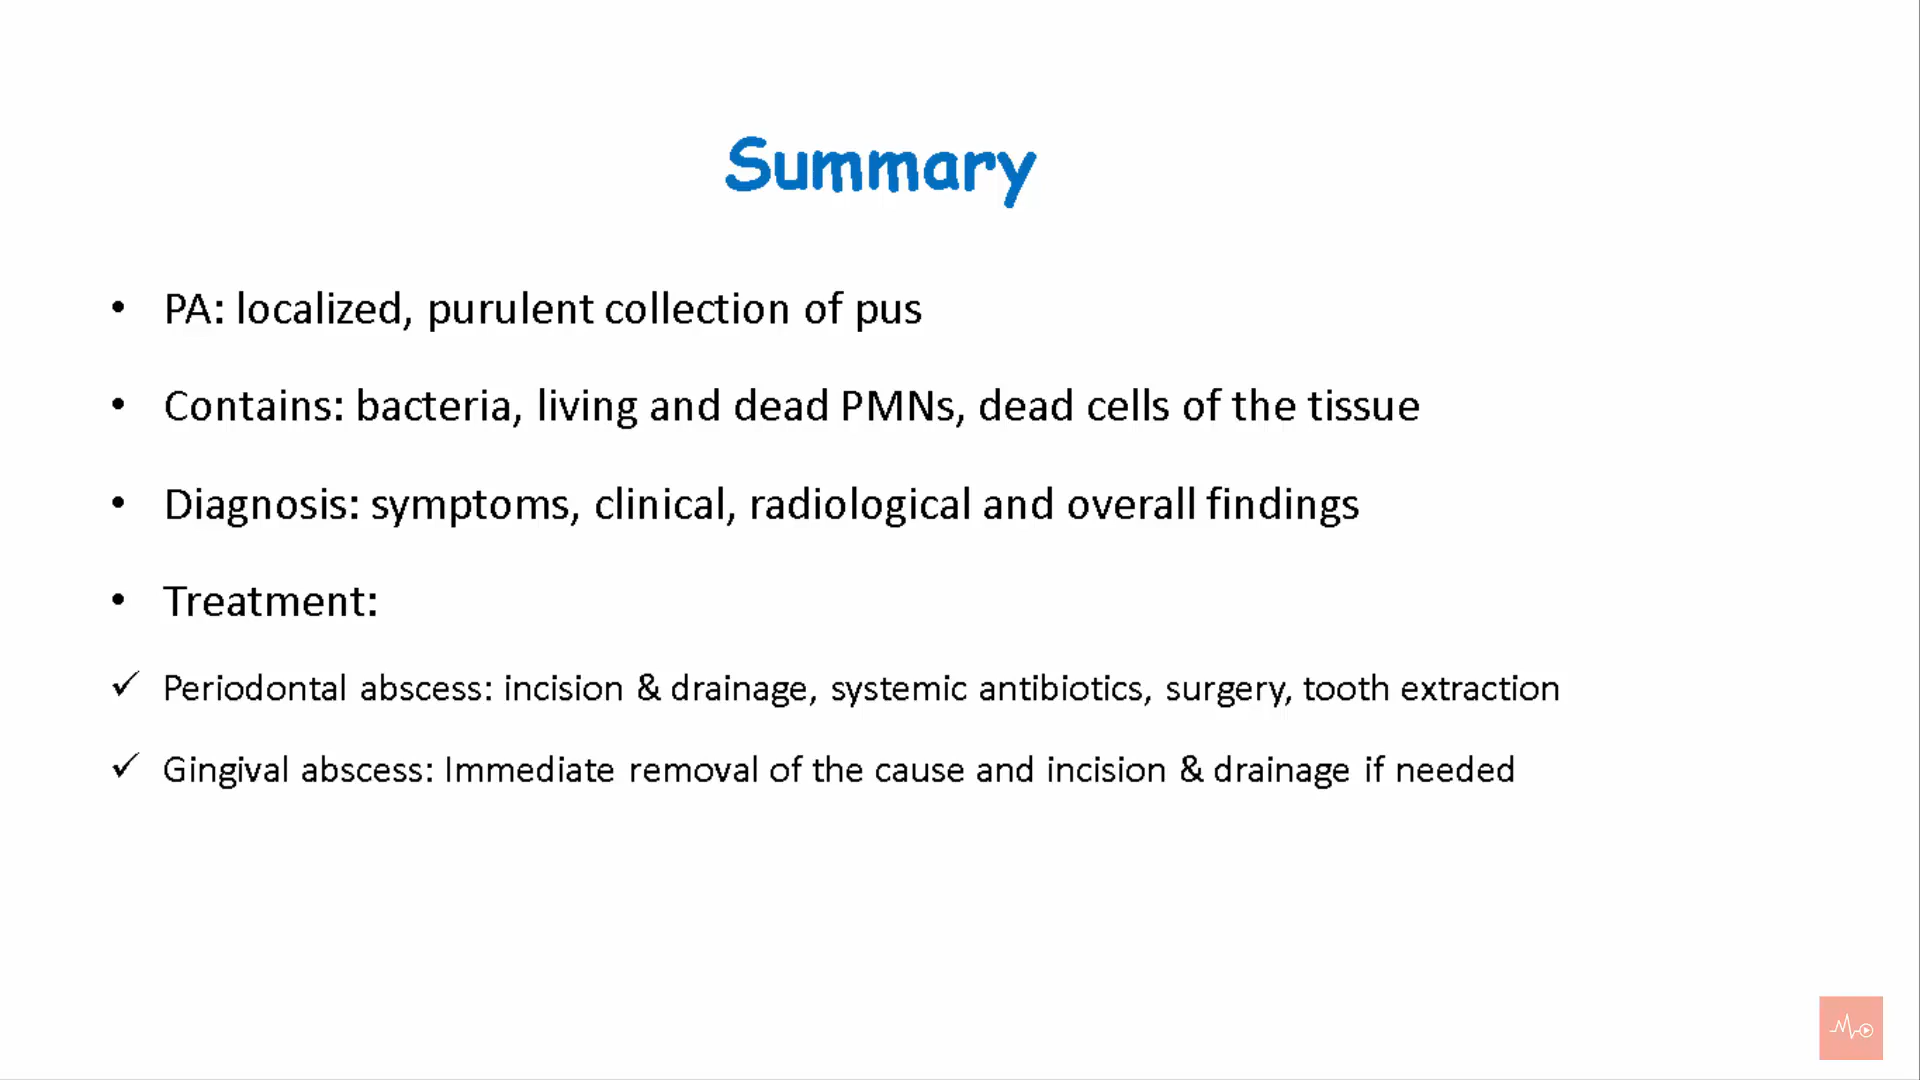 Summary
• PA: localized, purulent collection of pus
• Contains: bacteria, living and dead PMNs, dead cells of the tissue
• Diagnosis: symptoms, clinical, radiological and overall findings
• Treatment:
✓ Periodontal abscess: incision & drainage, systemic antibiotics, surgery, tooth extraction
✓ Gingival abscess: Immediate removal of the cause and incision & drainage if needed